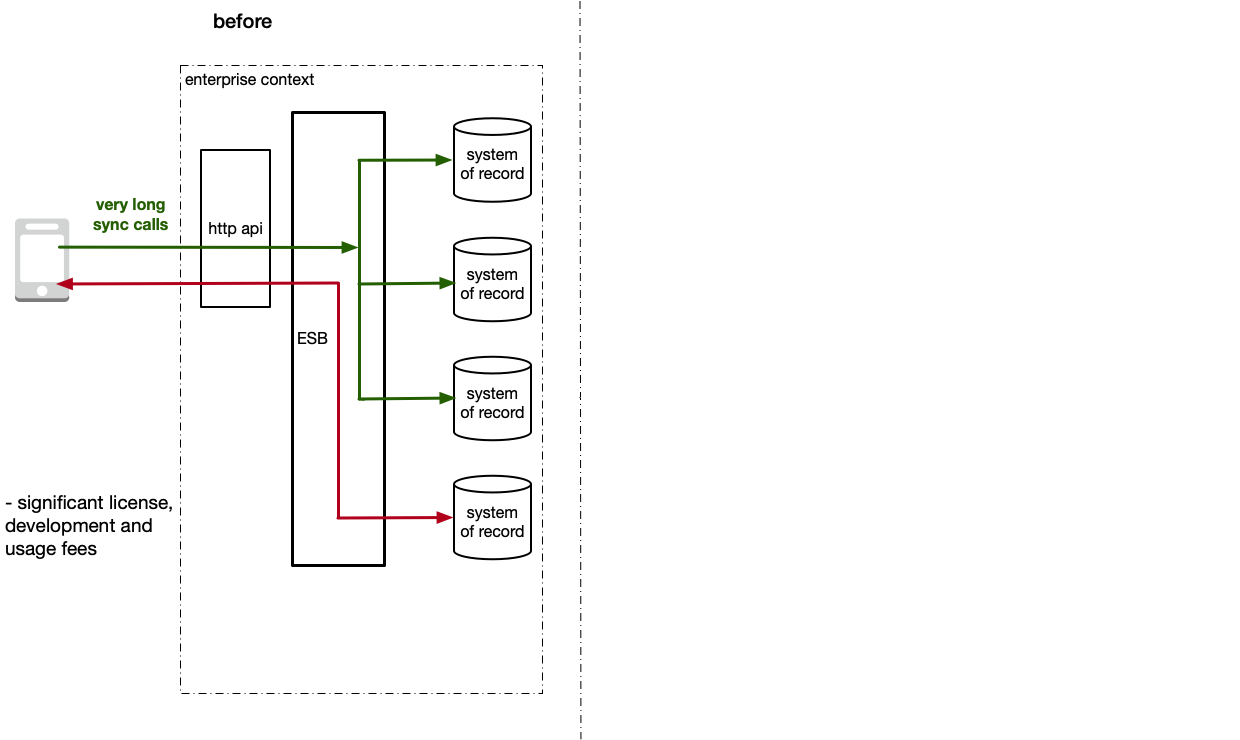 before
enterprise context
system
of record
very long
sync calls
http api
system
of record
ESB
system
of record
- significant license,
development and
usage fees
system
of record